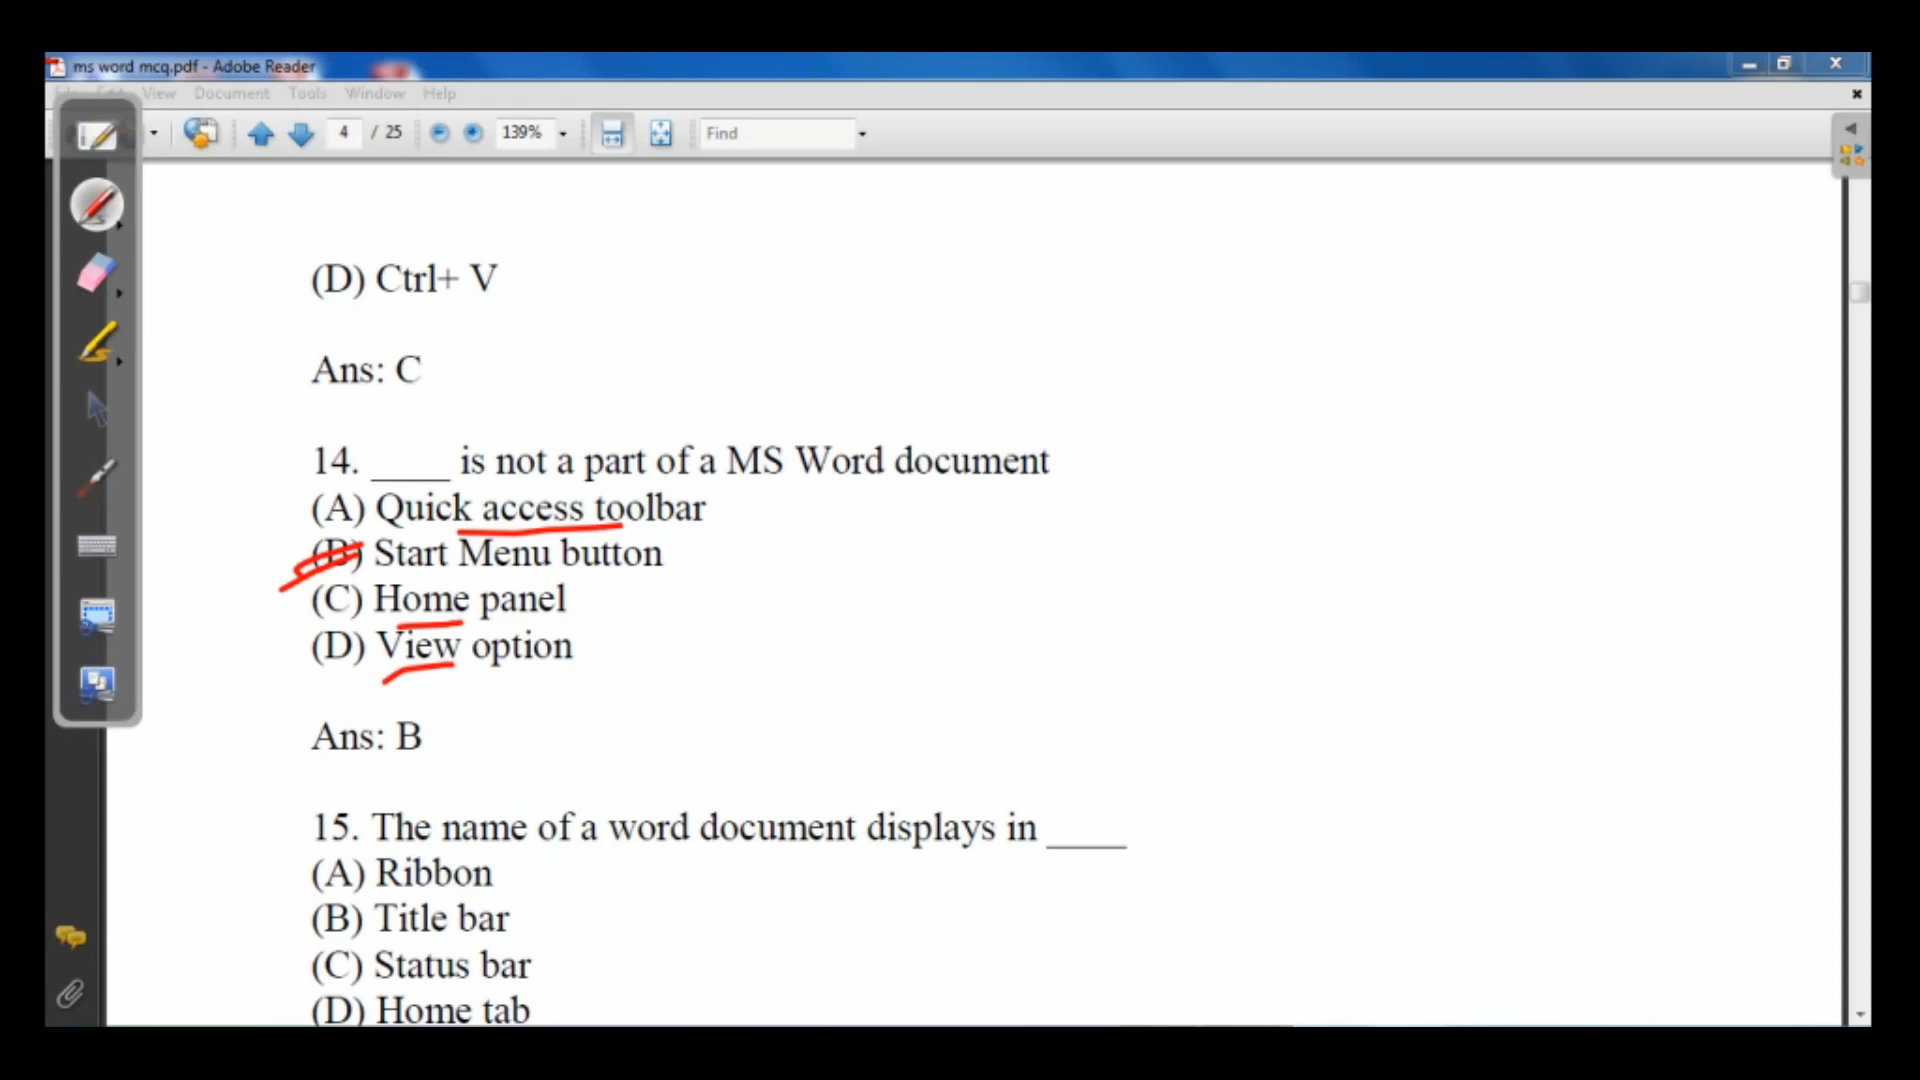 ms word mcq.pdf - Adobe Reader
View Document Tools Window Help
4 / 25 139% Find
(D) Ctrl+ V
Ans: C
14. ____ is not a part of a MS Word document
(A) Quick access toolbar
(B) Start Menu button
(C) Home panel
(D) View option
Ans: B
15. The name of a word document displays in ____
(A) Ribbon
(B) Title bar
(C) Status bar
(D) Home tab